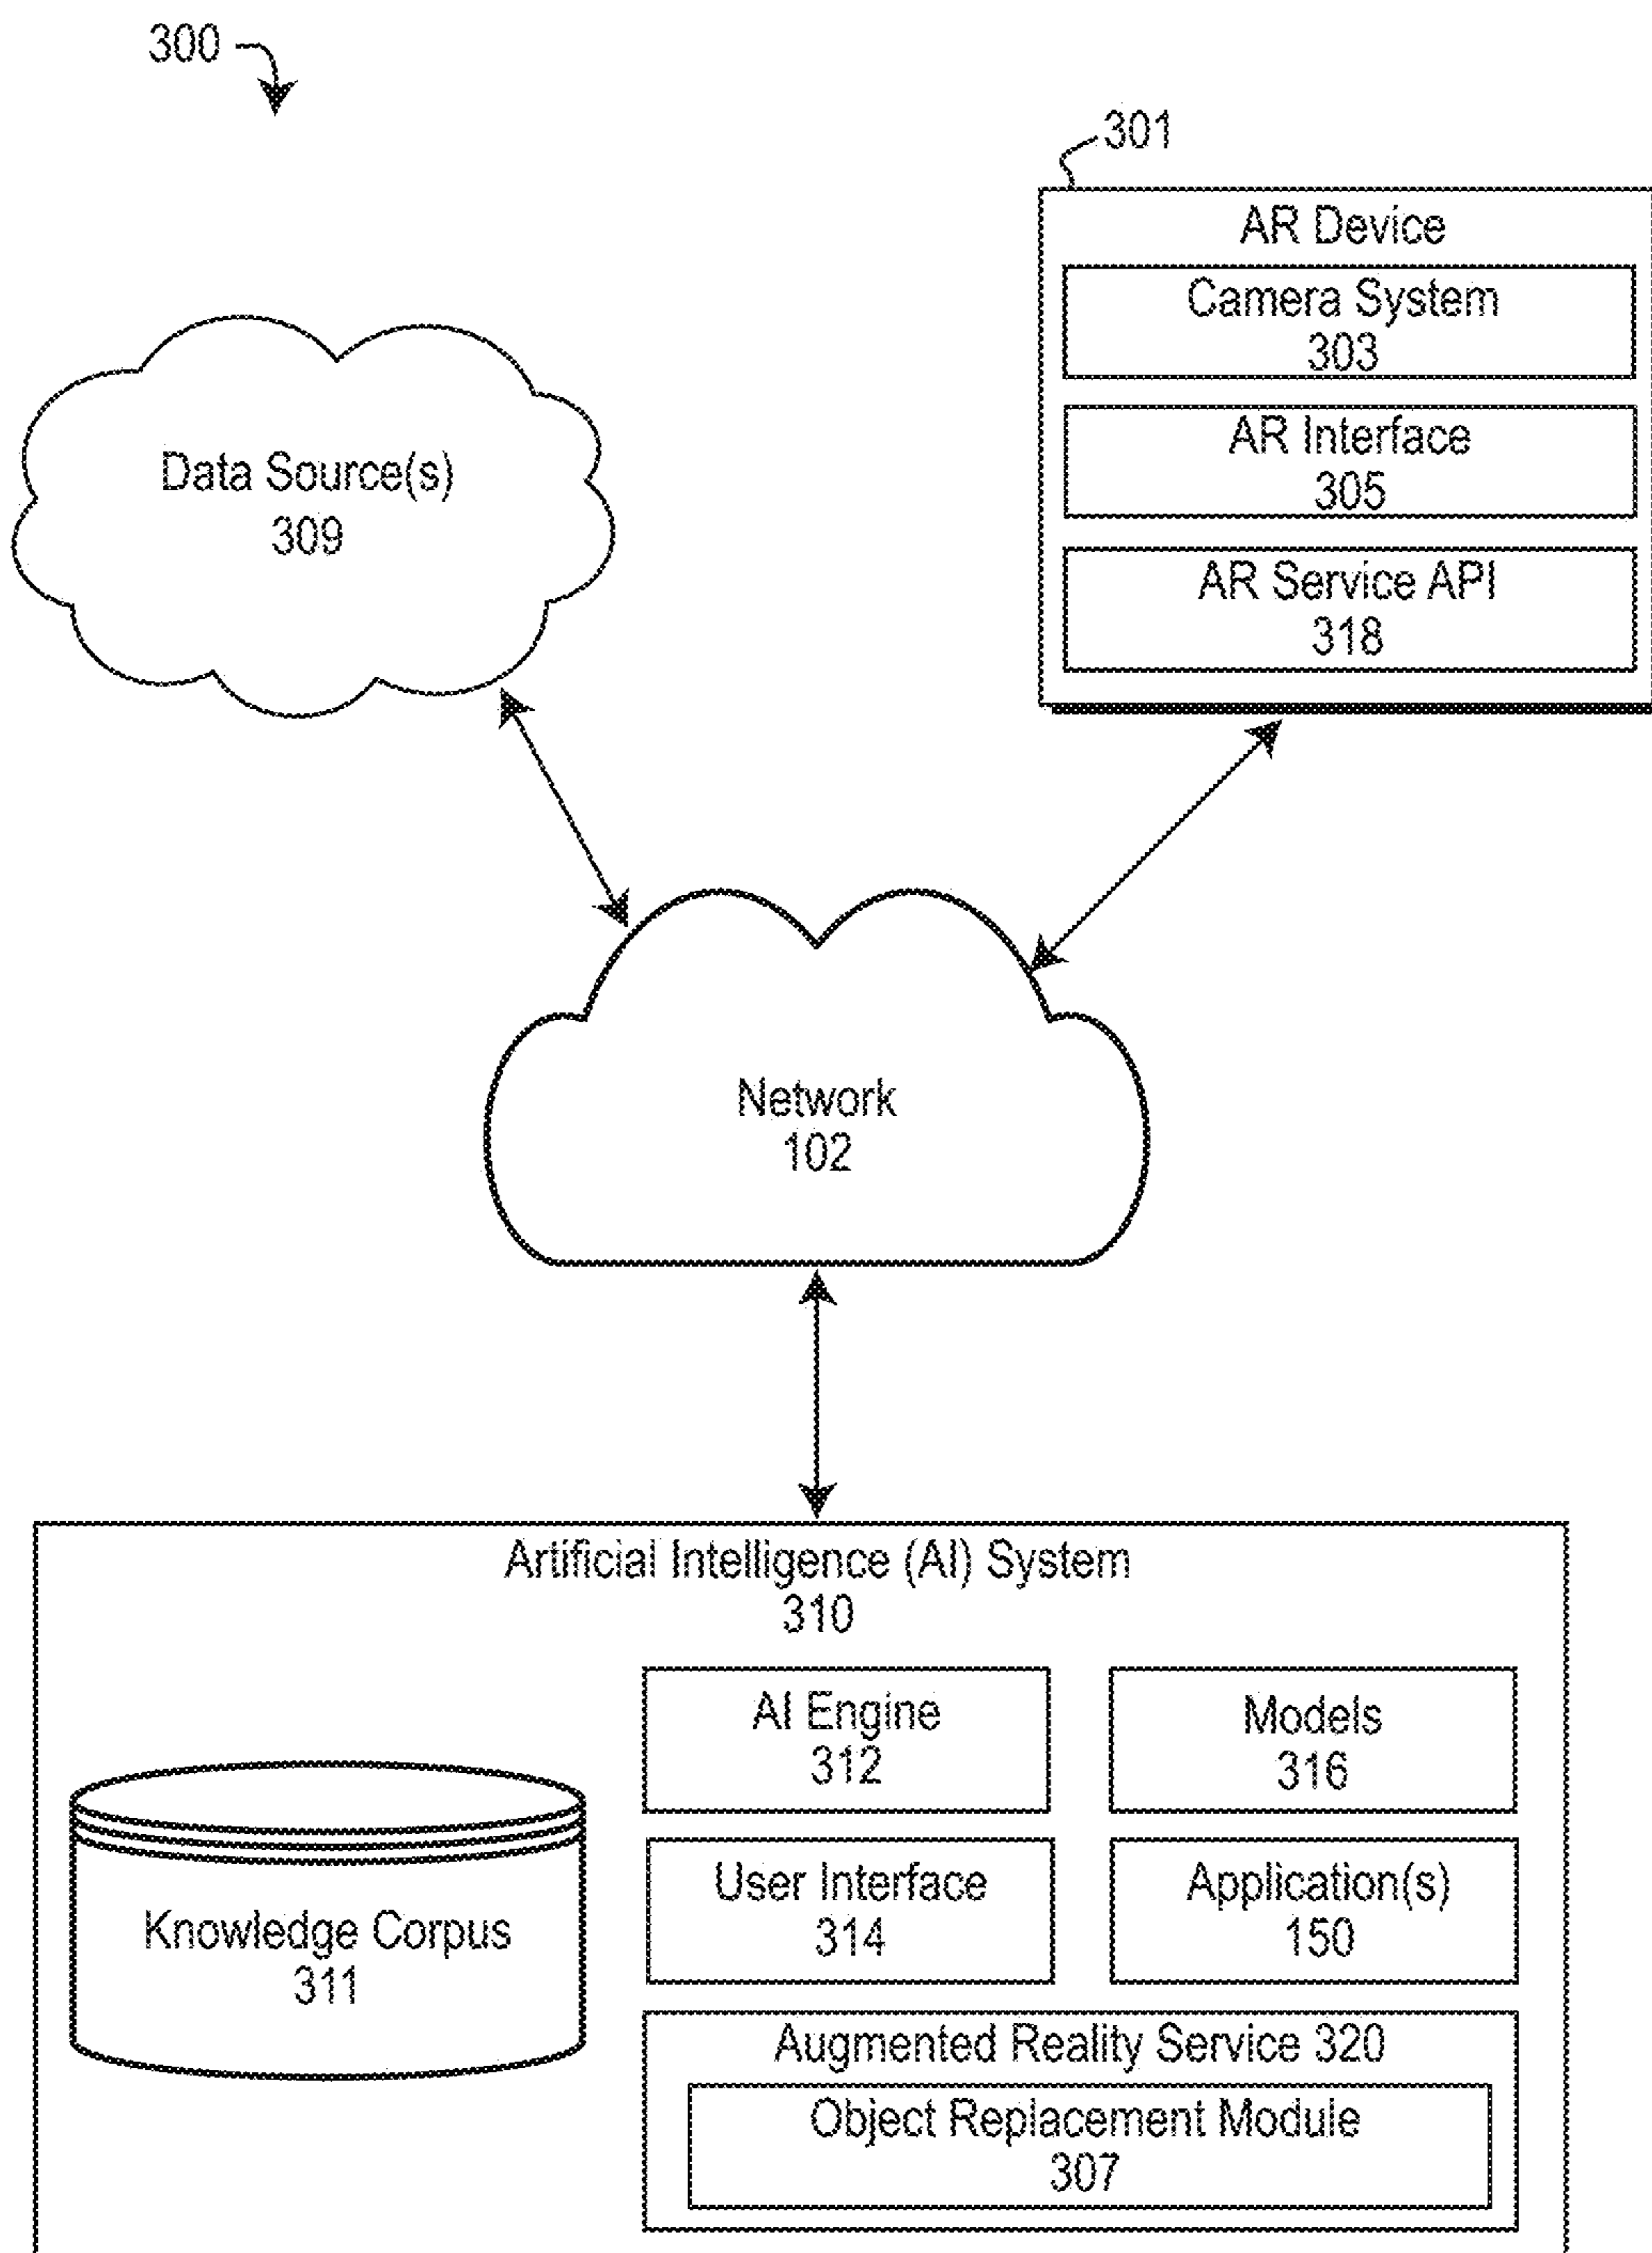 300
301
AR Device
Camera System
303
AR Interface
305
AR Service API
318
Data Source(s)
309
Network
102
Artificial Intelligence (AI) System
310
AI Engine
312
Models
316
User Interface
314
Application(s)
150
Knowledge Corpus
311
Augmented Reality Service 320
Object Replacement Module
307